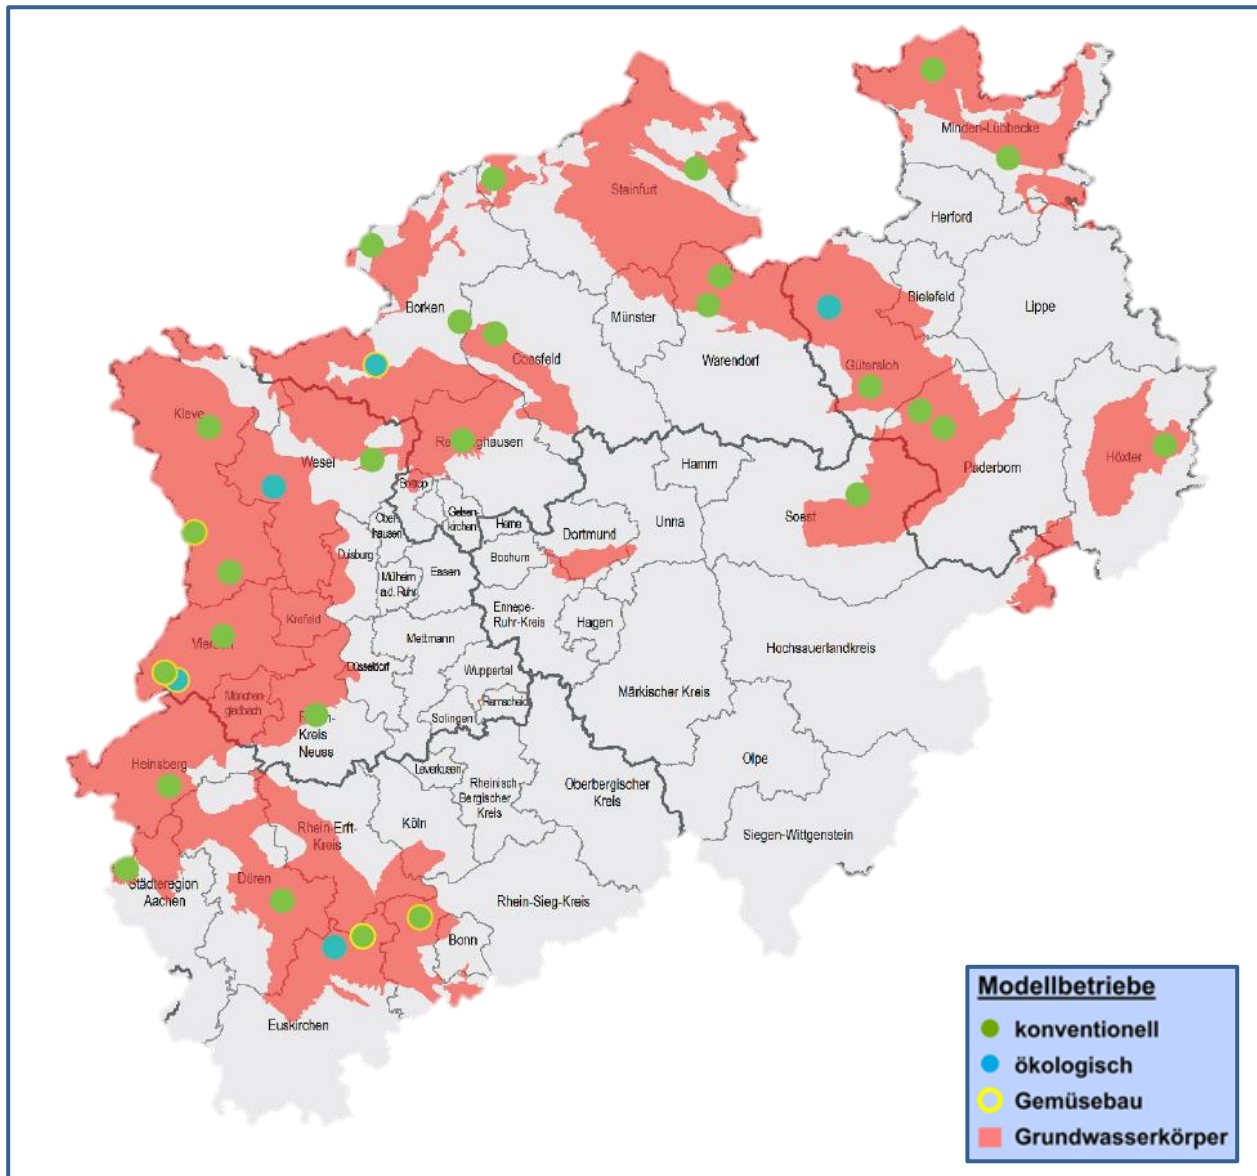 Minden-Lübbecke
Steinfurt
Herford
Bielefeld
Lippe
Borken
Münster
Coesfeld
Warendorf
Gütersloh
Kleve
Recklinghausen
Wesel
Hamm
Paderborn
Höxter
Bottrop
Gelsen-
kirchen
Herne
Soest
Unna
Dortmund
Ober-
hausen
Duisburg
Bochum
Essen
Mülheim
a.d. Ruhr
Ennepe-
Ruhr-Kreis
Hagen
Krefeld
Viersen
Mettmann
Hochsauerlandkreis
Düsseldorf
Wuppertal
Märkischer Kreis
Mönchen-
gladbach
Remscheid
Solingen
Rhein-
Kreis
Neuss
Heinsberg
Olpe
Leverkusen
Rheinisch
Bergischer
Kreis
Oberbergischer
Kreis
Rhein-Erft-
Kreis
Köln
Siegen-Wittgenstein
Düren
Städteregion
Aachen
Rhein-Sieg-Kreis
Bonn
Euskirchen
Modellbetriebe
konventionell
ökologisch
Gemüsebau
Grundwasserkörper